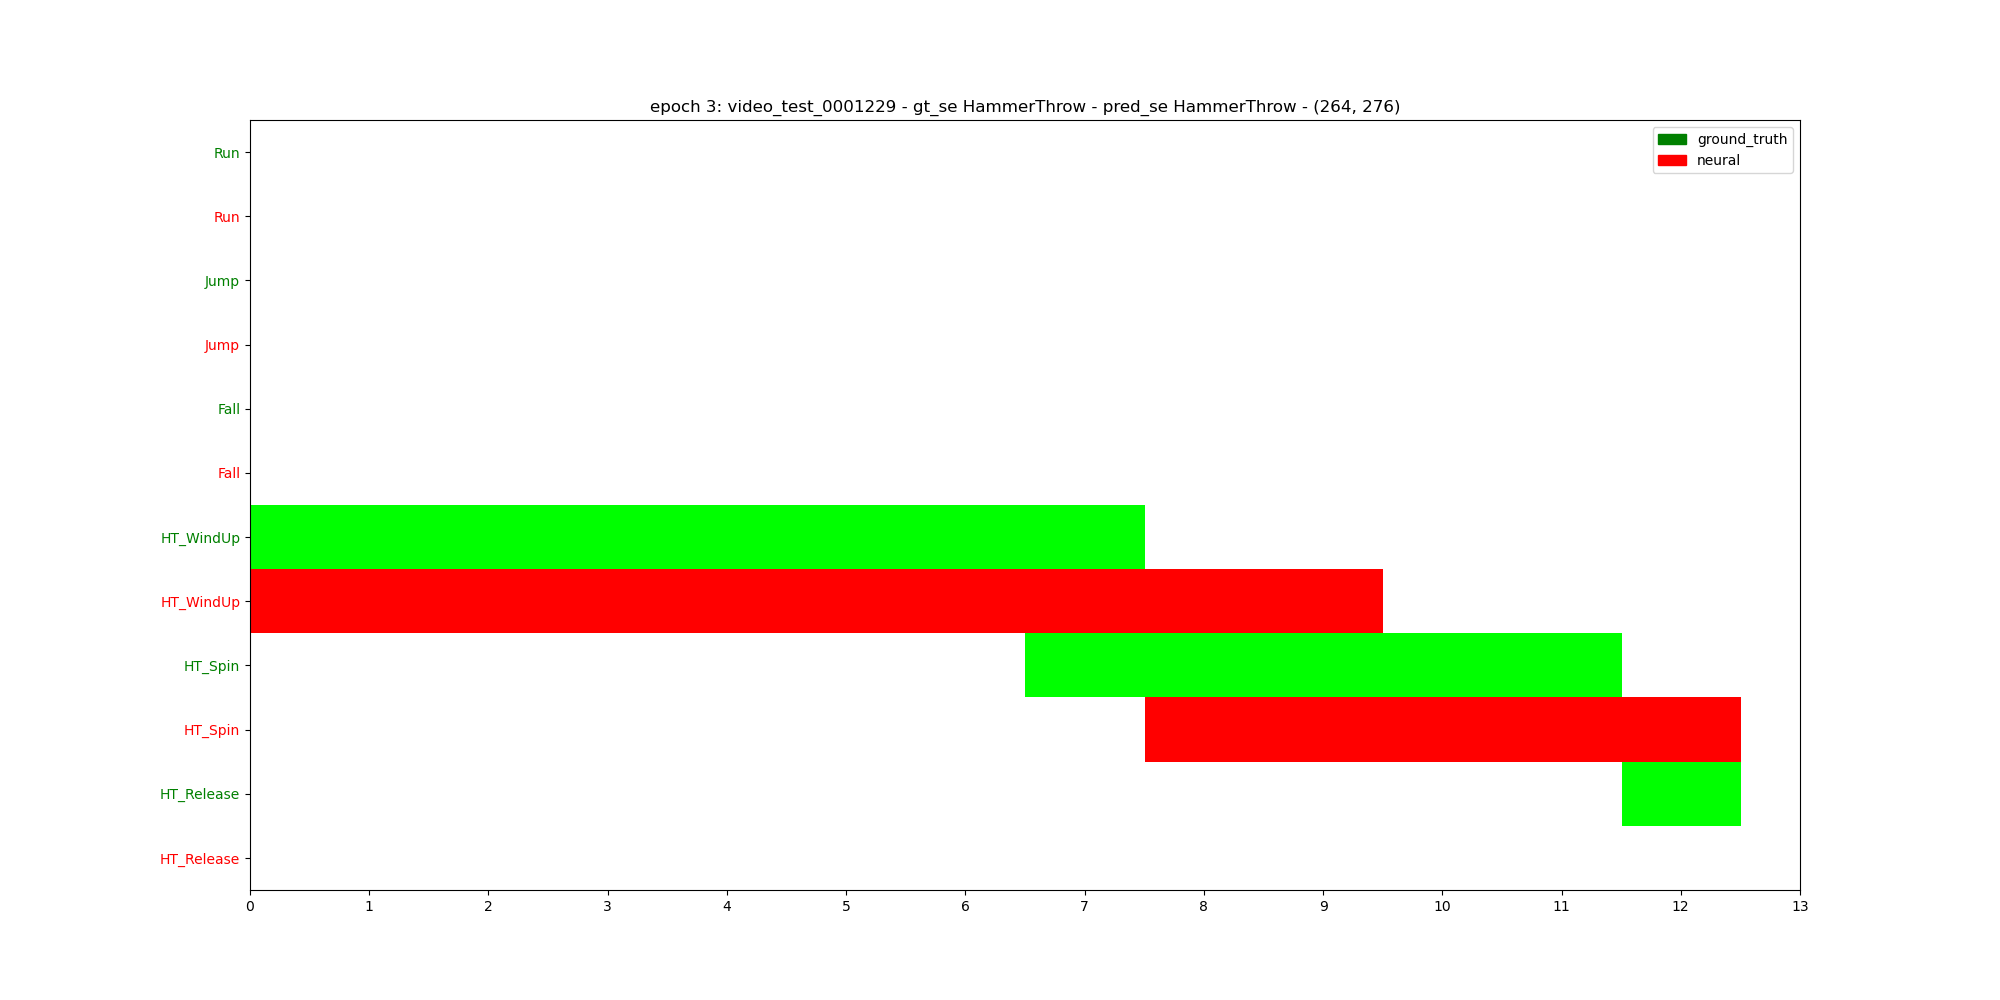 epoch 3: video_test_0001229 - gt_se HammerThrow - pred_se HammerThrow - (264, 276)
ground_truth
neural
Run
Run
Jump
Jump
Fall
Fall
HT_WindUp
HT_WindUp
HT_Spin
HT_Spin
HT_Release
HT_Release
0 1 2 3 4 5 6 7 8 9 10 11 12 13